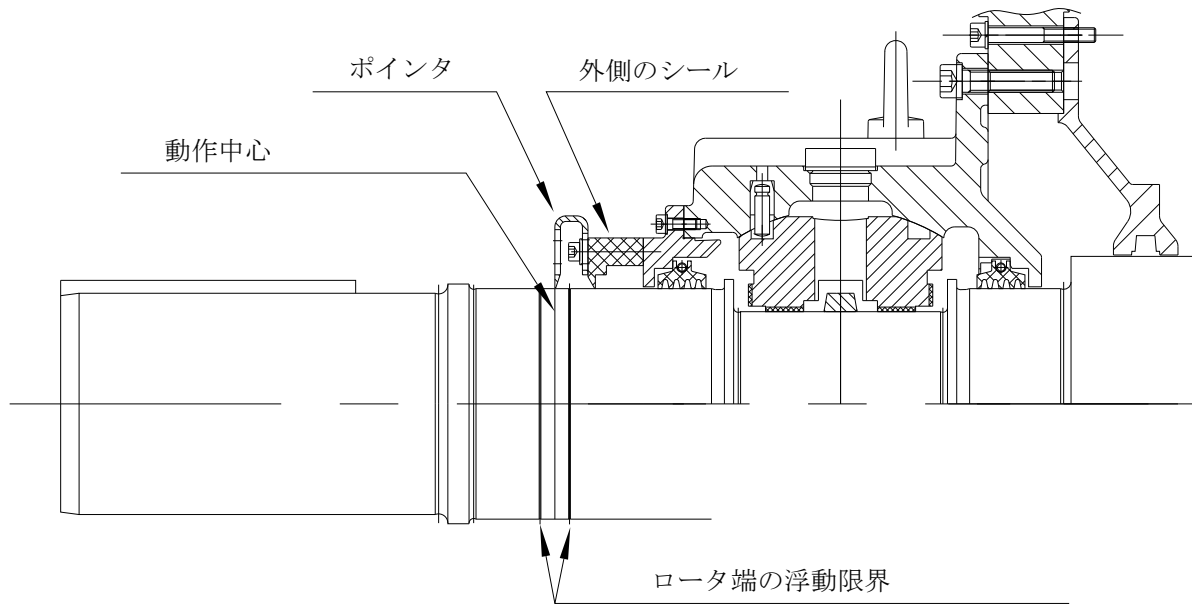 ポインタ
外側のシール
動作中心
ロータ端の浮動限界